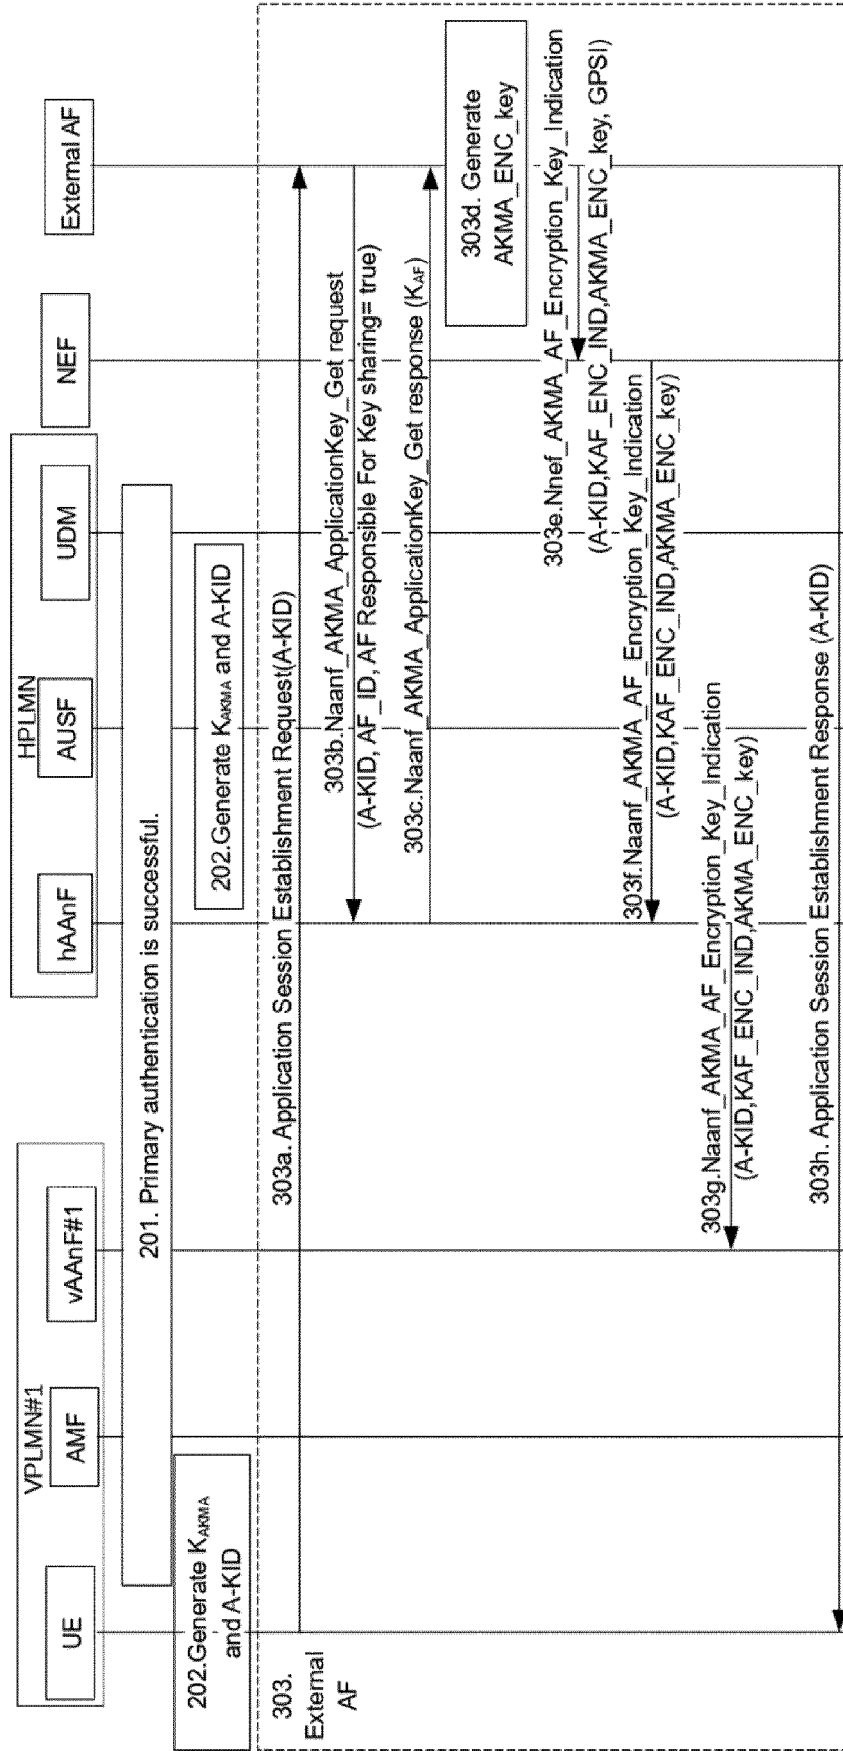 VPLMN#1
HPLMN
UE
AMF
vAAnF#1
hAAnF
AUSF
UDM
NEF
External AF
201. Primary authentication is successful.
202.Generate KAKMA
and A-KID
202.Generate KAKMA and A-KID
303.
External
AF
303a. Application Session Establishment Request(A-KID)
303b.Naanf_AKMA_ApplicationKey_Get request
(A-KID, AF_ID, AF Responsible For Key sharing= true)
303c.Naanf_AKMA_ApplicationKey_Get response (KAF)
303d. Generate
AKMA_ENC_key
303e.Nnef_AKMA_AF_Encryption_Key_Indication
(A-KID,KAF_ENC_IND,AKMA_ENC_key, GPSI)
303f.Naanf_AKMA_AF_Encryption_Key_Indication
(A-KID,KAF_ENC_IND,AKMA_ENC_key)
303g.Naanf_AKMA_AF_Encryption_Key_Indication
(A-KID,KAF_ENC_IND,AKMA_ENC_key)
303h. Application Session Establishment Response (A-KID)